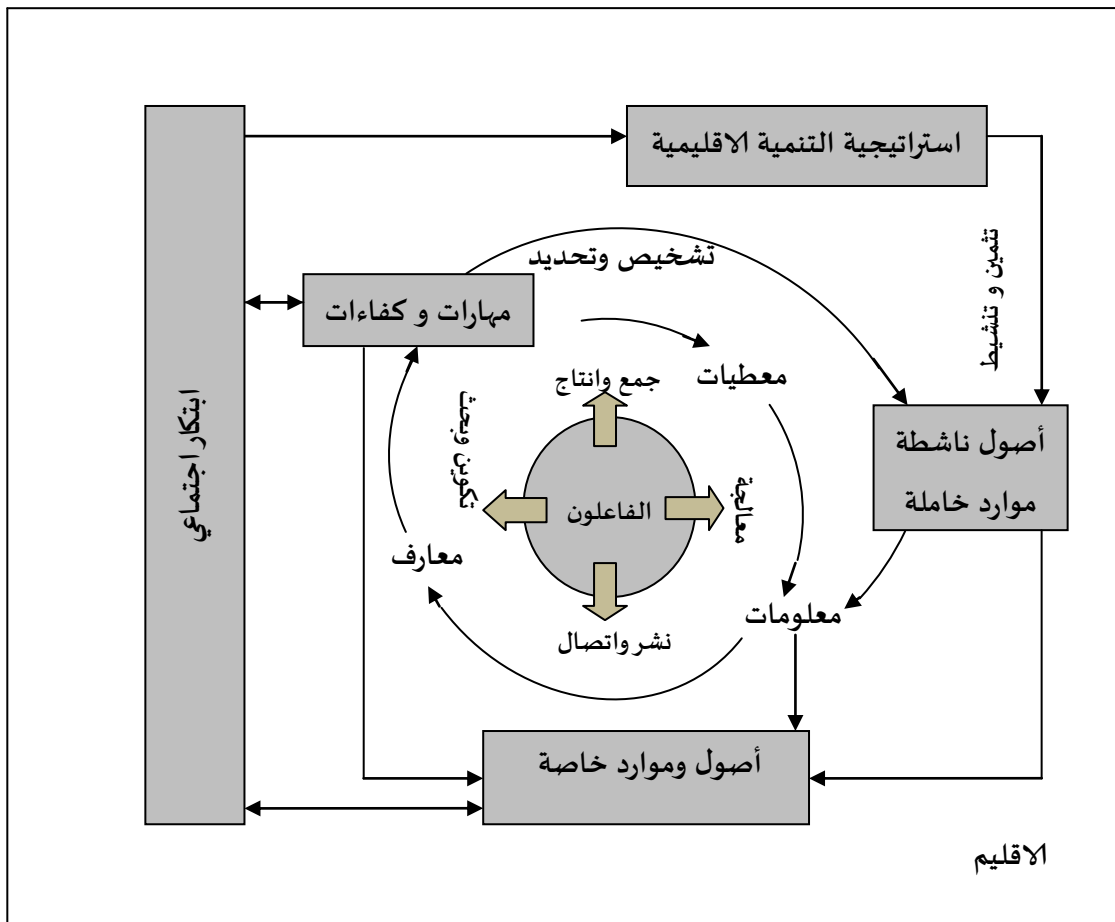 استراتيجية التنمية الاقليمية
تثمين و تنشيط
تشخيص وتحديد
مهارات و كفاءات
معطيات
جمع وانتاج
ابتكار اجتماعي
تكوين وبحث
أصول ناشطة
موارد خاملة
معالجة
الفاعلون
معارف
معلومات
نشر واتصال
أصول وموارد خاصة
الاقليم